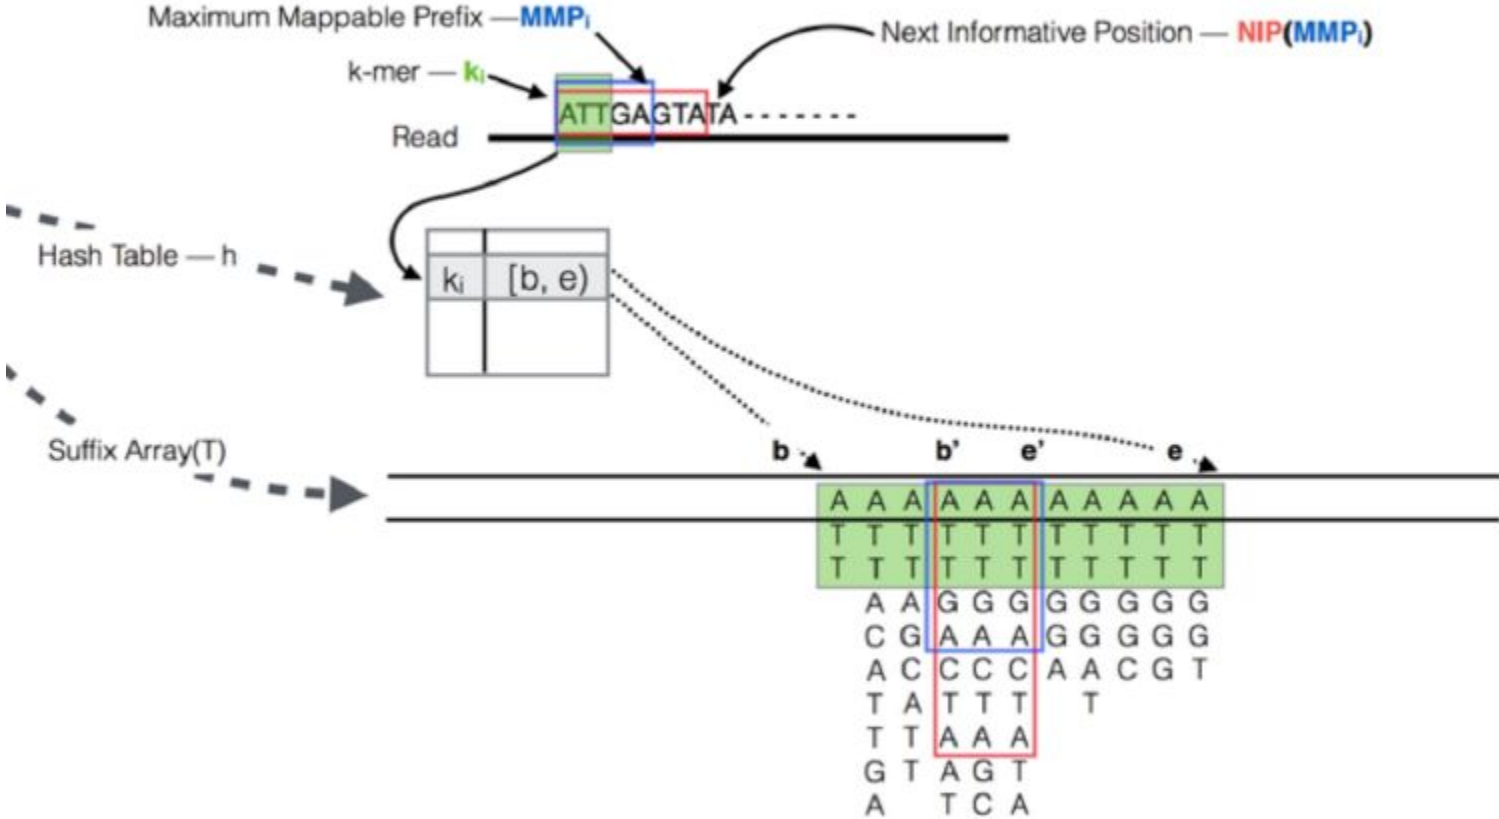 Maximum Mappable Prefix — MMPi
Next Informative Position — NIP(MMPi)
k-mer — ki
ATTGAGTATA-------
Read
Hash Table — h
ki [b, e)
Suffix Array(T)
b b' e' e
A A A A A A A A A A A
T T T T T T T T T T T
T T T T T T T T T T T
A A G G G G G G G G
C G A A A G G G G G
A C C C C A A C G T
T A T T T T
T T A A A
G T A G T
A T C A